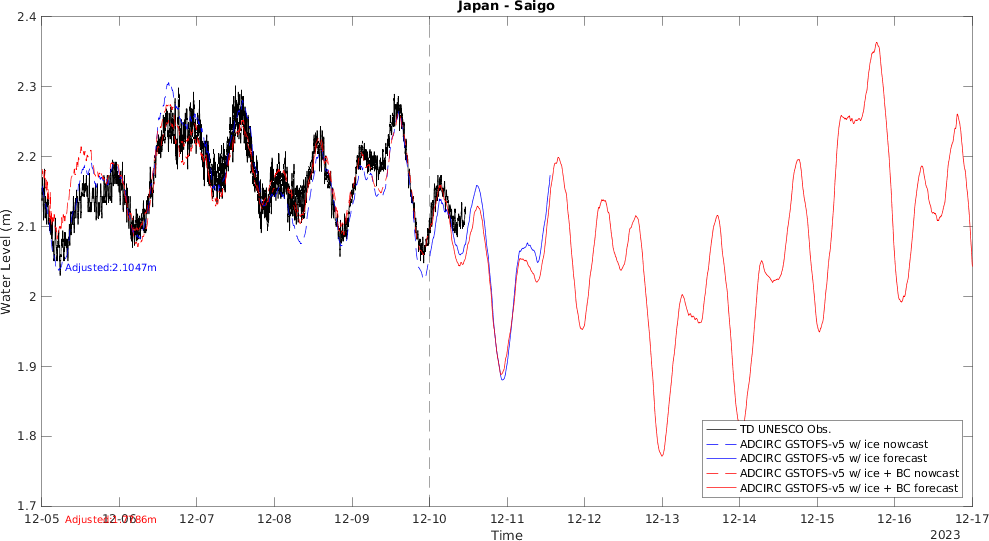 Japan - Saigo
Water Level (m)
2.4
2.3
2.2
2.1
2
1.9
1.8
1.7
Adjusted:2.1047m
TD UNESCO Obs.
ADCIRC GSTOFS-v5 w/ ice nowcast
ADCIRC GSTOFS-v5 w/ ice forecast
ADCIRC GSTOFS-v5 w/ ice + BC nowcast
ADCIRC GSTOFS-v5 w/ ice + BC forecast
12-05 12-06 12-07 12-08 12-09 12-10 12-11 12-12 12-13 12-14 12-15 12-16 12-17
Time
2023